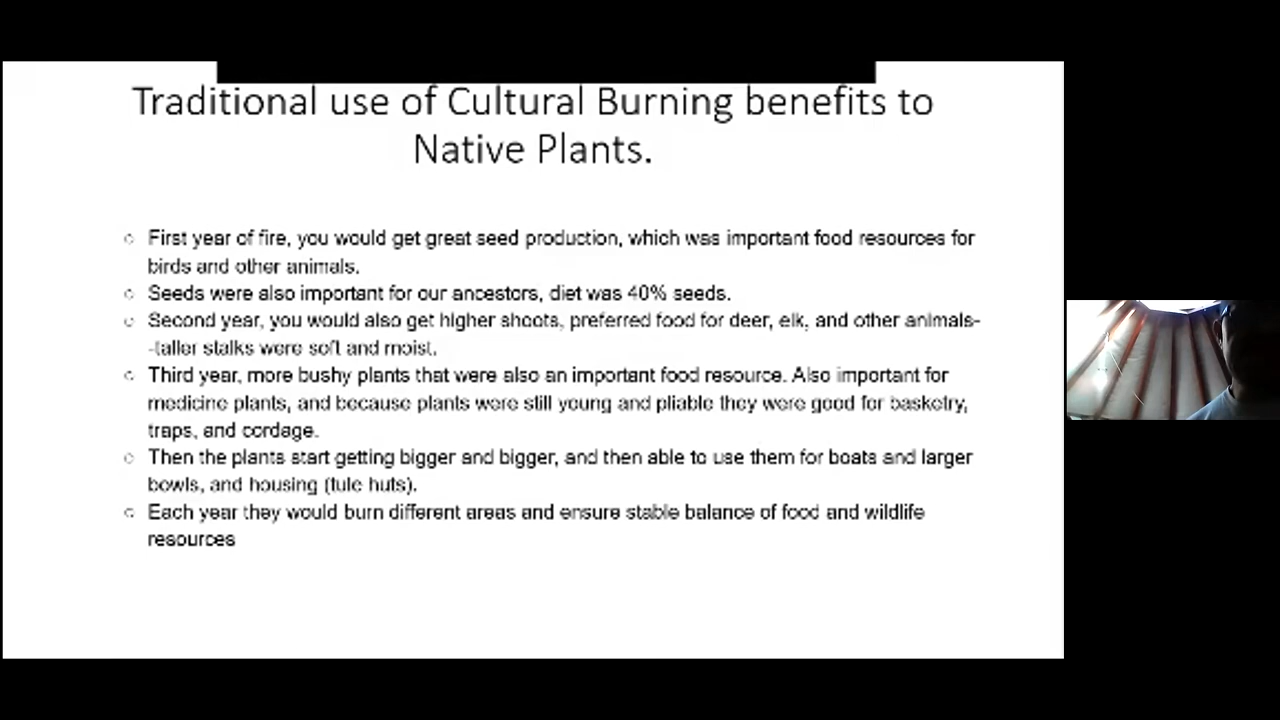 Traditional use of Cultural Burning benefits to
Native Plants.
First year of fire, you would get great seed production, which was important food resources for
birds and other animals.
Seeds were also important for our ancestors, diet was 40% seeds.
Second year, you would also get higher shoots, preferred food for deer, elk, and other animals-
-taller stalks were soft and moist.
Third year, more bushy plants that were also an important food resource. Also important for
medicine plants, and because plants were still young and pliable they were good for basketry,
traps, and cordage.
Then the plants start getting bigger and bigger, and then able to use them for boats and larger
bowls, and housing (tule huts).
Each year they would burn different areas and ensure stable balance of food and wildlife
resources